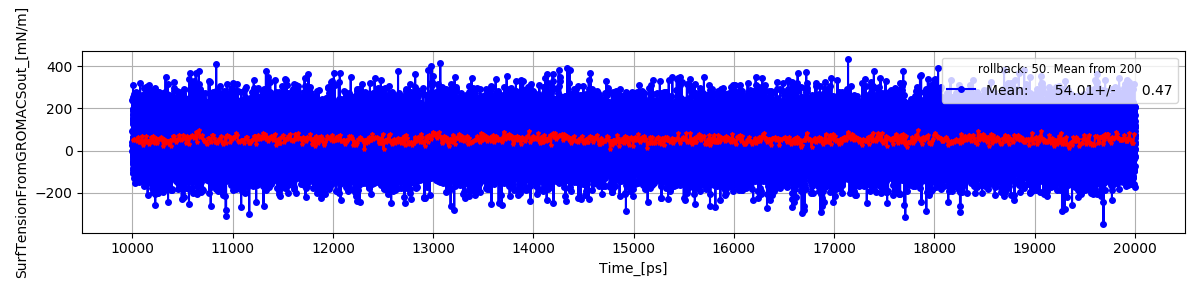 SurfTensionFromGROMACSout_[mN/m]
400
200
0
−200
rollback: 50. Mean from 200
Mean: 54.01+/- 0.47
10000 11000 12000 13000 14000 15000 16000 17000 18000 19000 20000
Time_[ps]